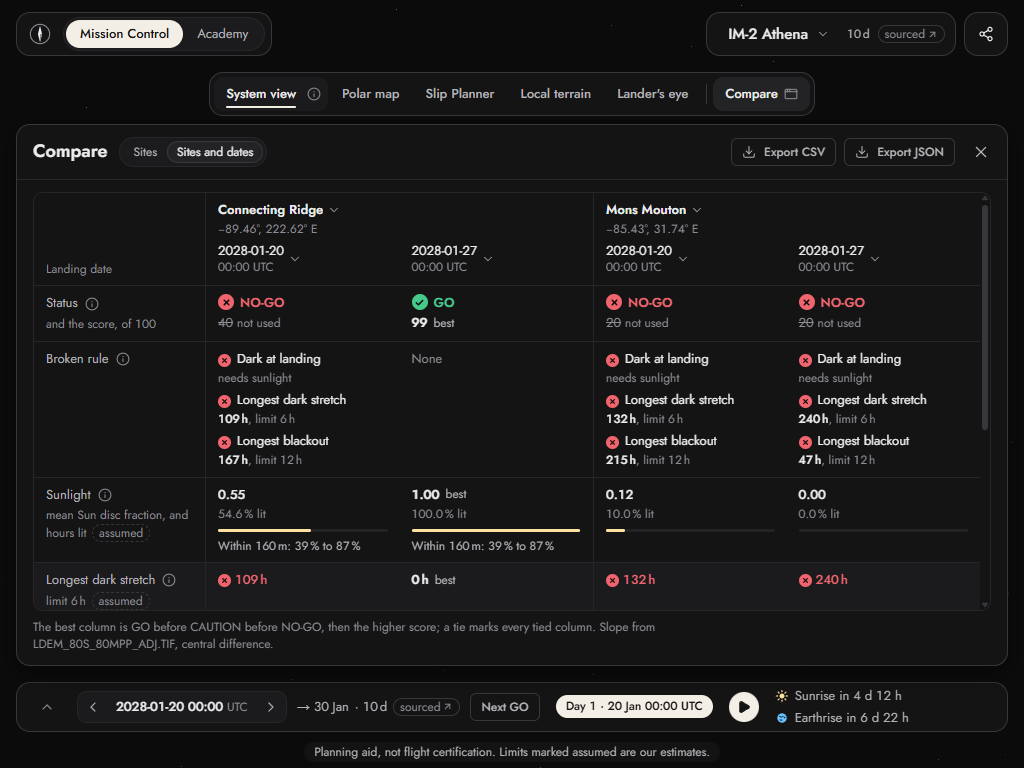 Mission Control Academy
IM-2 Athena 10 d sourced ↗
System view Polar map Slip Planner Local terrain Lander's eye Compare
Compare Sites Sites and dates Export CSV Export JSON
Connecting Ridge Mons Mouton
−89.46°, 222.62° E −85.43°, 31.74° E
2028-01-20 2028-01-27 2028-01-20 2028-01-27
Landing date 00:00 UTC 00:00 UTC 00:00 UTC 00:00 UTC
Status NO-GO GO NO-GO NO-GO
and the score, of 100 40 not used 99 best 20 not used 20 not used
Broken rule Dark at landing None Dark at landing Dark at landing
needs sunlight needs sunlight needs sunlight
Longest dark stretch Longest dark stretch Longest dark stretch
109 h, limit 6 h 132 h, limit 6 h 240 h, limit 6 h
Longest blackout Longest blackout Longest blackout
167 h, limit 12 h 215 h, limit 12 h 47 h, limit 12 h
Sunlight 0.55 1.00 best 0.12 0.00
mean Sun disc fraction, and 54.6 % lit 100.0 % lit 10.0 % lit 0.0 % lit
hours lit assumed
Within 160 m: 39 % to 87 % Within 160 m: 39 % to 87 %
Longest dark stretch 109 h 0 h best 132 h 240 h
limit 6 h assumed
The best column is GO before CAUTION before NO-GO, then the higher score; a tie marks every tied column. Slope from
LDEM_80S_80MPP_ADJ.TIF, central difference.
2028-01-20 00:00 UTC → 30 Jan · 10 d sourced ↗ Next GO Day 1 · 20 Jan 00:00 UTC
Sunrise in 4 d 12 h
Earthrise in 6 d 22 h
Planning aid, not flight certification. Limits marked assumed are our estimates.